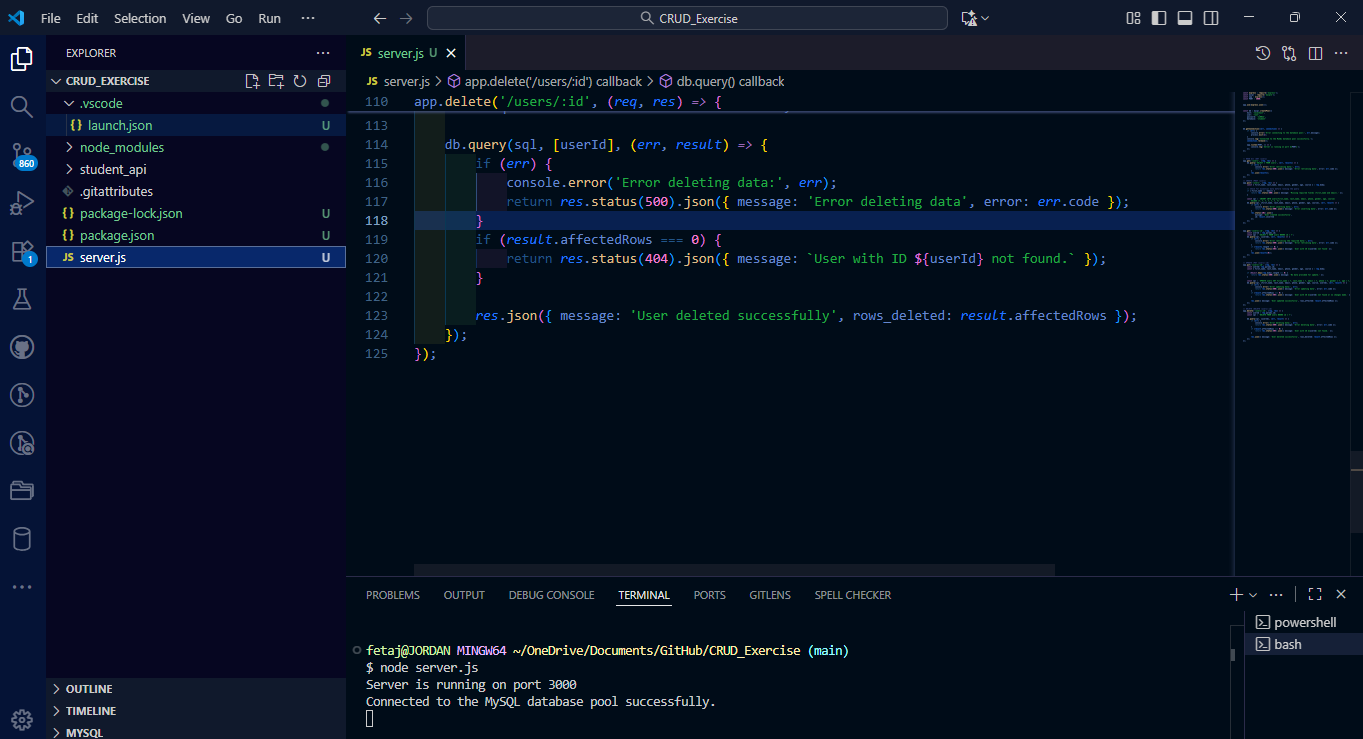 File Edit Selection View Go Run ···
CRUD_Exercise
EXPLORER
CRUD_EXERCISE
.vscode
{} launch.json U
node_modules
student_api
.gitattributes
{} package-lock.json U
{} package.json U
JS server.js U
OUTLINE
TIMELINE
MYSQL
860
1
JS server.js U
JS server.js > app.delete('/users/:id') callback > db.query() callback
110 app.delete('/users/:id', (req, res) => {
113
114 db.query(sql, [userId], (err, result) => {
115 if (err) {
116 console.error('Error deleting data:', err);
117 return res.status(500).json({ message: 'Error deleting data', error: err.code });
118 }
119 if (result.affectedRows === 0) {
120 return res.status(404).json({ message: `User with ID ${userId} not found.` });
121 }
122
123 res.json({ message: 'User deleted successfully', rows_deleted: result.affectedRows });
124 });
125 });
PROBLEMS OUTPUT DEBUG CONSOLE TERMINAL PORTS GITLENS SPELL CHECKER
fetaj@JORDAN MINGW64 ~/OneDrive/Documents/GitHub/CRUD_Exercise (main)
$ node server.js
Server is running on port 3000
Connected to the MySQL database pool successfully.
powershell
bash